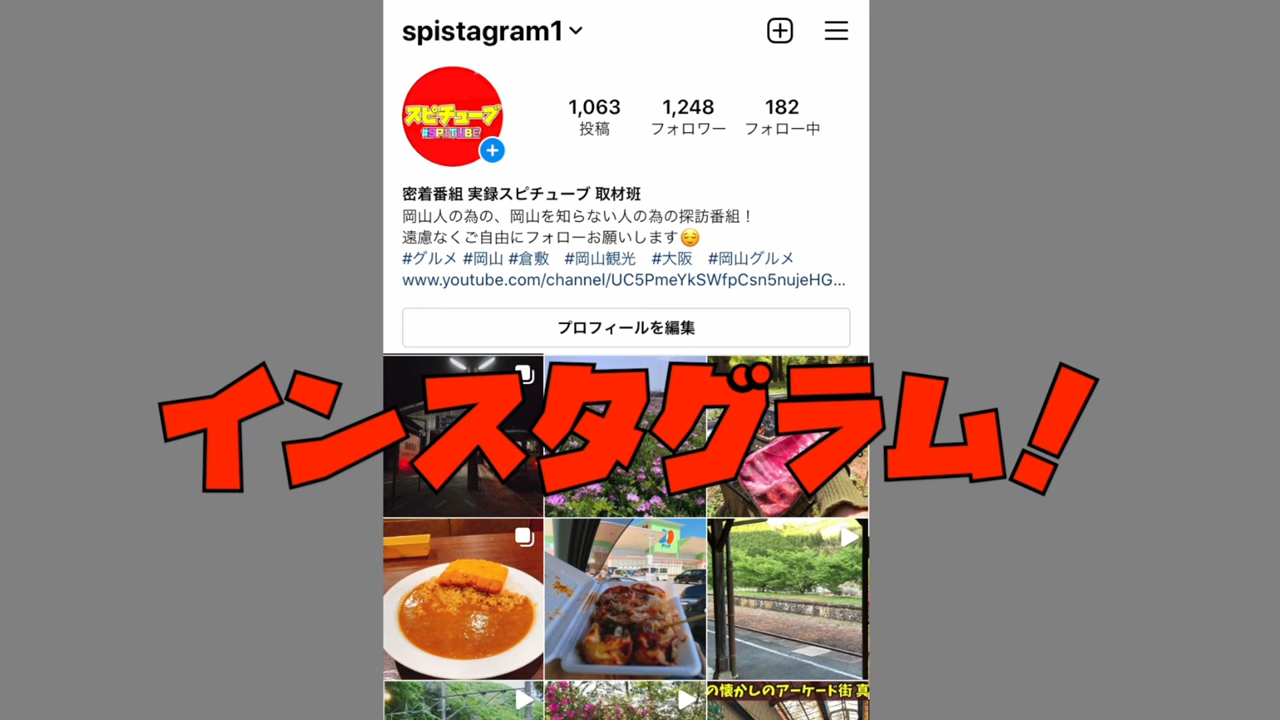 spistagram1
スピチューブ
#SPITUBE
1,063
投稿
1,248
フォロワー
182
フォロー中
密着番組 実録スピチューブ 取材班
岡山人の為の、岡山を知らない人の為の探訪番組！
遠慮なくご自由にフォローお願いします😌
#グルメ #岡山 #倉敷　#岡山観光　#大阪　#岡山グルメ
www.youtube.com/channel/UC5PmeYkSWfpCsn5nujeHG...
プロフィールを編集
インスタグラム！
の懐かしのアーケード街 真